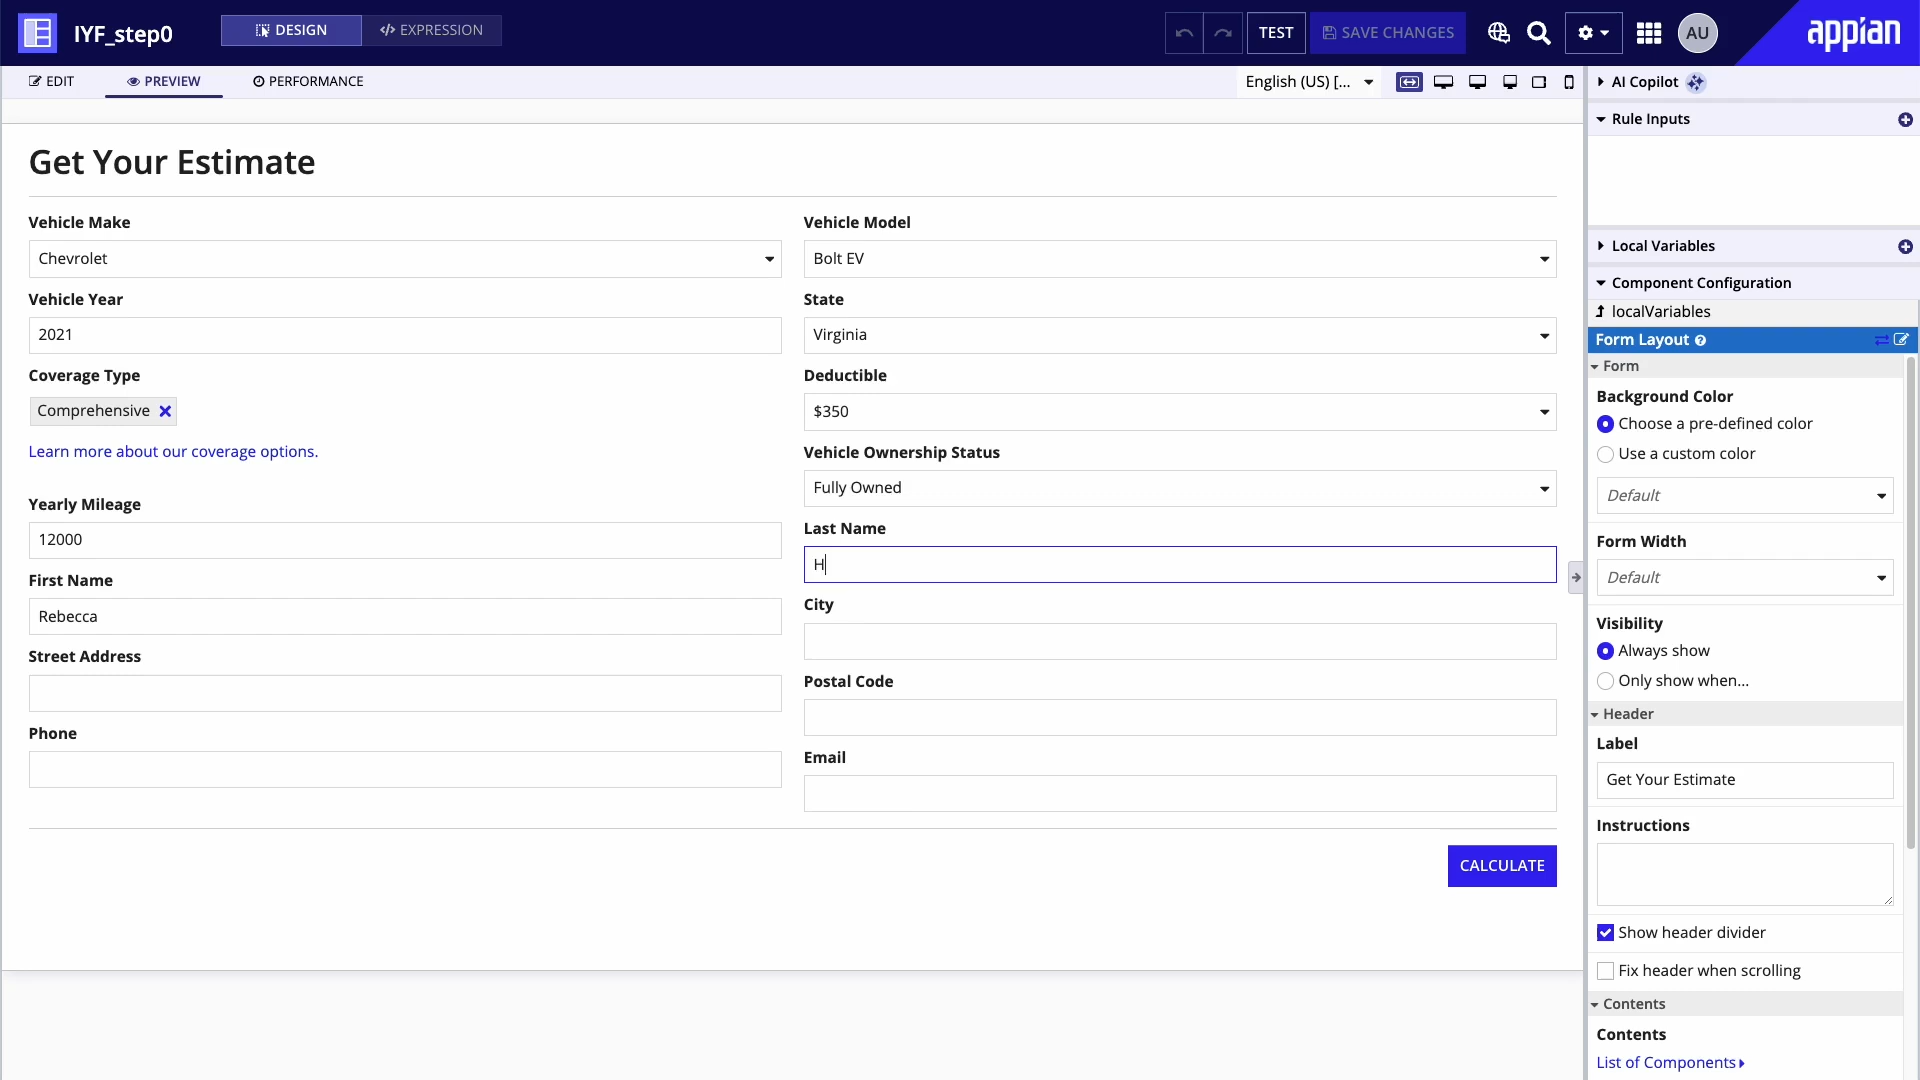 IYF_step0
DESIGN
</> EXPRESSION
TEST
SAVE CHANGES
AU
appian
EDIT
PREVIEW
PERFORMANCE
English (US) [...
AI Copilot
Rule Inputs
Local Variables
Component Configuration
localVariables
Form Layout
Form
Background Color
Choose a pre-defined color
Use a custom color
Default
Form Width
Default
Visibility
Always show
Only show when...
Header
Label
Get Your Estimate
Instructions
Show header divider
Fix header when scrolling
Contents
Contents
List of Components
Get Your Estimate
Vehicle Make
Chevrolet
Vehicle Year
2021
Coverage Type
Comprehensive
Learn more about our coverage options.
Yearly Mileage
12000
First Name
Rebecca
Street Address
Phone
Vehicle Model
Bolt EV
State
Virginia
Deductible
$350
Vehicle Ownership Status
Fully Owned
Last Name
H
City
Postal Code
Email
CALCULATE